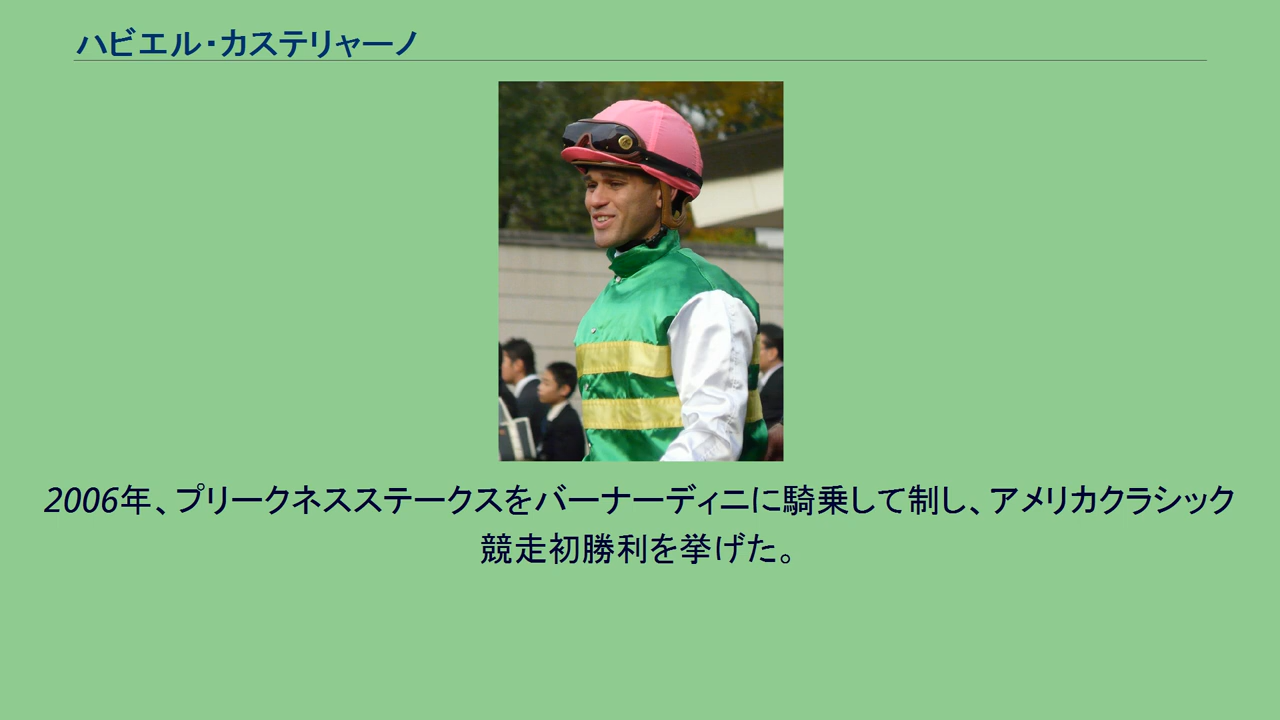 ハビエル・カステリャーノ
2006年、プリークネスステークスをバーナーディニに騎乗して制し、アメリカクラシック
競走初勝利を挙げた。